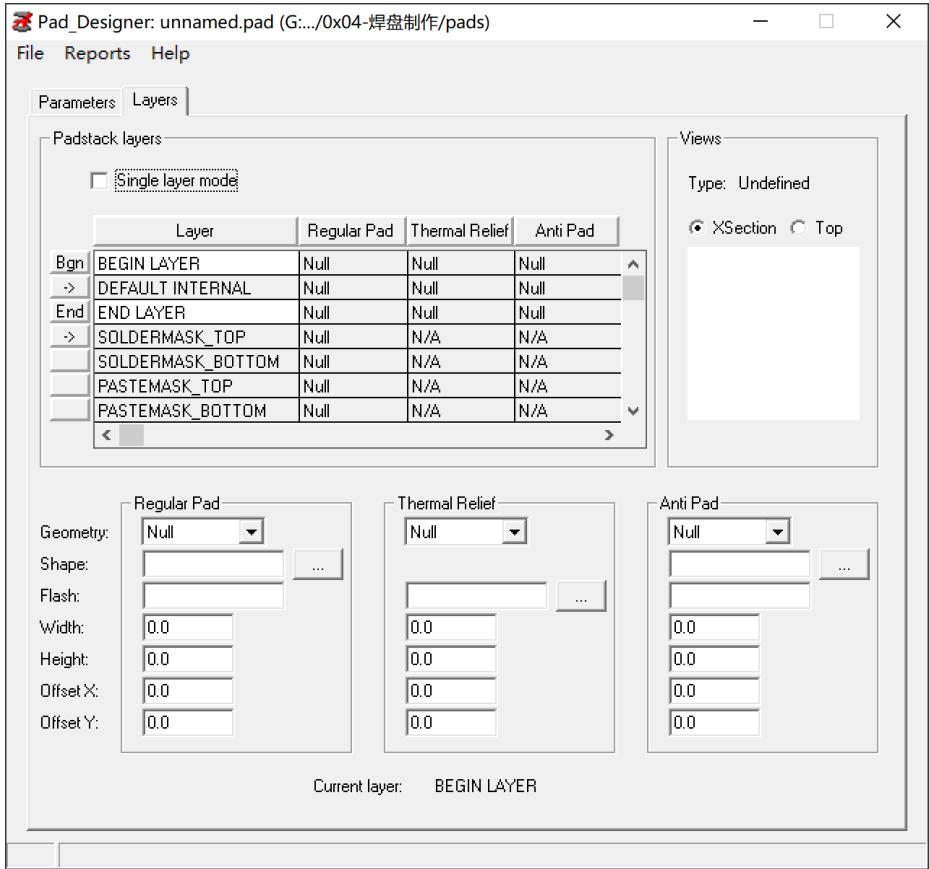 Pad_Designer: unnamed.pad (G:.../0x04-焊盘制作/pads)
File Reports Help
Parameters Layers
Padstack layers
Single layer mode
Layer Regular Pad Thermal Relief Anti Pad
Bgn BEGIN LAYER Null Null Null
-> DEFAULT INTERNAL Null Null Null
End END LAYER Null Null Null
-> SOLDERMASK_TOP Null N/A N/A
SOLDERMASK_BOTTOM Null N/A N/A
PASTEMASK_TOP Null N/A N/A
PASTEMASK_BOTTOM Null N/A N/A
Views
Type: Undefined
XSection Top
Regular Pad Thermal Relief Anti Pad
Geometry: Null Null Null
Shape: ... ...
Flash: ...
Width: 0.0 0.0 0.0
Height: 0.0 0.0 0.0
Offset X: 0.0 0.0 0.0
Offset Y: 0.0 0.0 0.0
Current layer: BEGIN LAYER